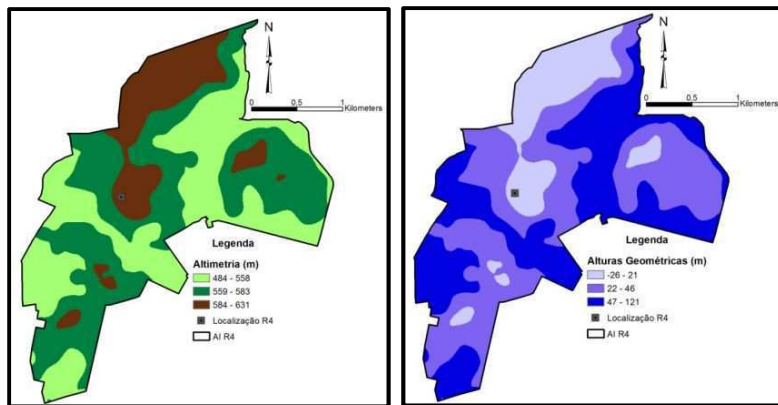 N
0 0,5 1
Kilometers
Legenda
Altimetria (m)
484 - 558
559 - 583
584 - 631
Localização R4
AI R4
N
0 0,5 1
Kilometers
Legenda
Alturas Geométricas (m)
-26 - 21
22 - 46
47 - 121
Localização R4
AI R4